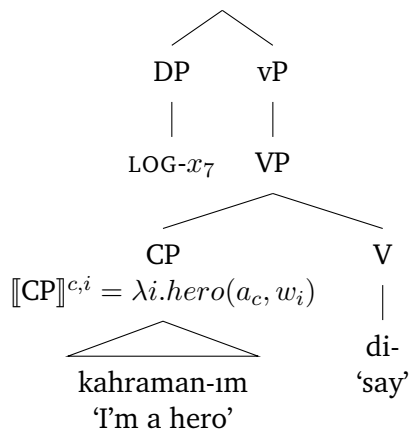 DP vP
LOG-x₇ VP
CP V
⟦CP⟧ᶜ,ⁱ = λi.hero(a_c, w_i)
di-
kahraman-ım 'say'
'I'm a hero'